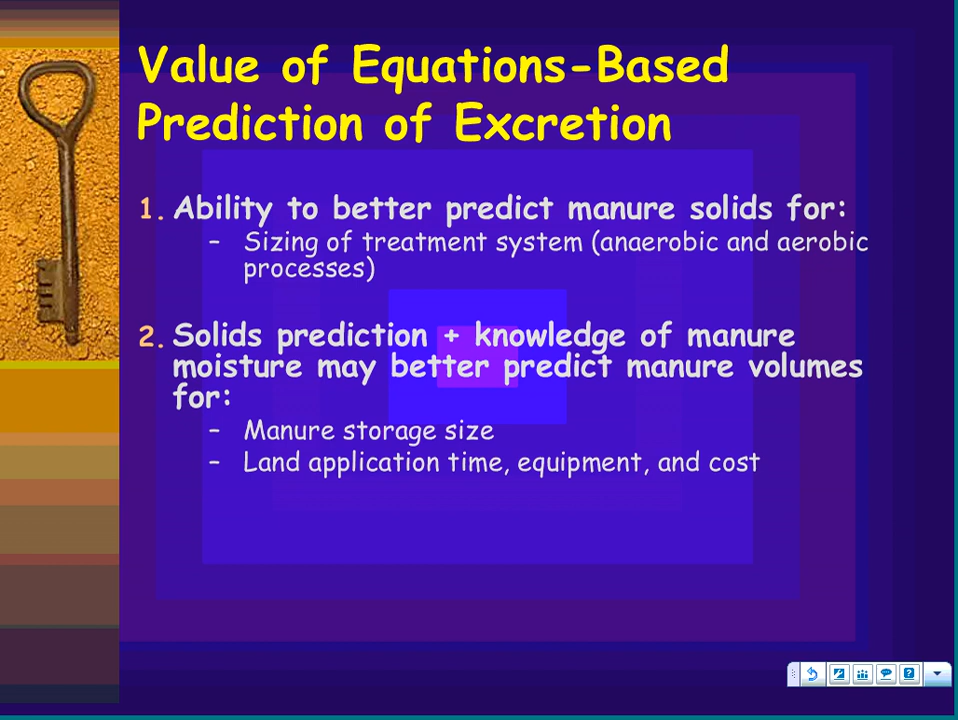 Value of Equations-Based
Prediction of Excretion
1. Ability to better predict manure solids for:
– Sizing of treatment system (anaerobic and aerobic
processes)
2. Solids prediction + knowledge of manure
moisture may better predict manure volumes
for:
– Manure storage size
– Land application time, equipment, and cost